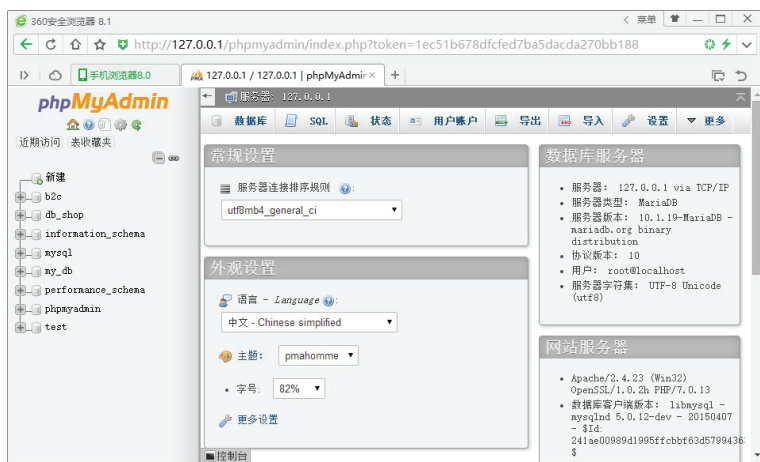 360安全浏览器 8.1
菜单
http://127.0.0.1/phpmyadmin/index.php?token=1ec51b678dfcfed7ba5dacda270bb188
手机浏览器8.0
127.0.0.1 / 127.0.0.1 | phpMyAdmir
phpMyAdmin
近期访问 表收藏夹
新建
b2c
db_shop
information_schema
mysql
my_db
performance_schema
phpmyadmin
test
服务器: 127.0.0.1
数据库 SQL 状态 用户账户 导出 导入 设置 更多
常规设置
服务器连接排序规则 :
utf8mb4_general_ci
外观设置
语言 - Language :
中文 - Chinese simplified
主题: pmahomme
字号: 82%
更多设置
控制台
数据库服务器
服务器: 127.0.0.1 via TCP/IP
服务器类型: MariaDB
服务器版本: 10.1.19-MariaDB -
mariadb.org binary
distribution
协议版本: 10
用户: root@localhost
服务器字符集: UTF-8 Unicode
(utf8)
网站服务器
Apache/2.4.23 (Win32)
OpenSSL/1.0.2h PHP/7.0.13
数据库客户端版本: libmysql -
mysqlnd 5.0.12-dev - 20150407
- $Id:
241ae00989d1995ffcbbf63d5799436
$